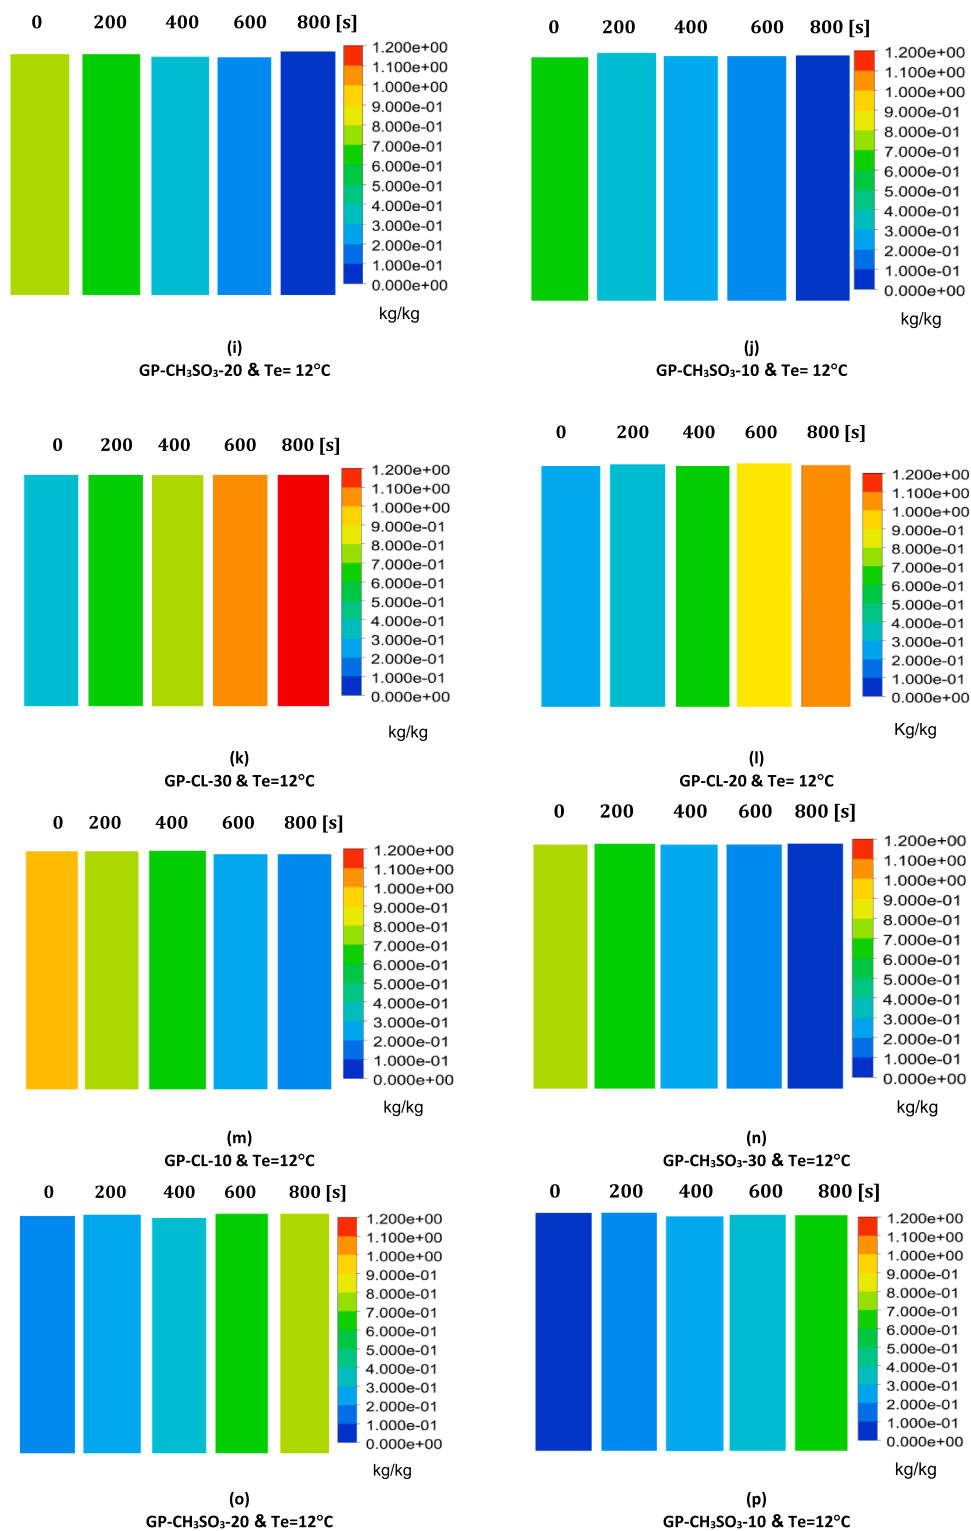 0 200 400 600 800 [s]
1.200e+00
1.100e+00
1.000e+00
9.000e-01
8.000e-01
7.000e-01
6.000e-01
5.000e-01
4.000e-01
3.000e-01
2.000e-01
1.000e-01
0.000e+00
kg/kg
(i)
GP-CH₃SO₃-20 & Te= 12°C
0 200 400 600 800 [s]
1.200e+00
1.100e+00
1.000e+00
9.000e-01
8.000e-01
7.000e-01
6.000e-01
5.000e-01
4.000e-01
3.000e-01
2.000e-01
1.000e-01
0.000e+00
kg/kg
(j)
GP-CH₃SO₃-10 & Te= 12°C
0 200 400 600 800 [s]
1.200e+00
1.100e+00
1.000e+00
9.000e-01
8.000e-01
7.000e-01
6.000e-01
5.000e-01
4.000e-01
3.000e-01
2.000e-01
1.000e-01
0.000e+00
kg/kg
(k)
GP-CL-30 & Te=12°C
0 200 400 600 800 [s]
1.200e+00
1.100e+00
1.000e+00
9.000e-01
8.000e-01
7.000e-01
6.000e-01
5.000e-01
4.000e-01
3.000e-01
2.000e-01
1.000e-01
0.000e+00
Kg/kg
(l)
GP-CL-20 & Te= 12°C
0 200 400 600 800 [s]
1.200e+00
1.100e+00
1.000e+00
9.000e-01
8.000e-01
7.000e-01
6.000e-01
5.000e-01
4.000e-01
3.000e-01
2.000e-01
1.000e-01
0.000e+00
kg/kg
(m)
GP-CL-10 & Te=12°C
0 200 400 600 800 [s]
1.200e+00
1.100e+00
1.000e+00
9.000e-01
8.000e-01
7.000e-01
6.000e-01
5.000e-01
4.000e-01
3.000e-01
2.000e-01
1.000e-01
0.000e+00
kg/kg
(n)
GP-CH₃SO₃-30 & Te=12°C
0 200 400 600 800 [s]
1.200e+00
1.100e+00
1.000e+00
9.000e-01
8.000e-01
7.000e-01
6.000e-01
5.000e-01
4.000e-01
3.000e-01
2.000e-01
1.000e-01
0.000e+00
kg/kg
(o)
GP-CH₃SO₃-20 & Te=12°C
0 200 400 600 800 [s]
1.200e+00
1.100e+00
1.000e+00
9.000e-01
8.000e-01
7.000e-01
6.000e-01
5.000e-01
4.000e-01
3.000e-01
2.000e-01
1.000e-01
0.000e+00
kg/kg
(p)
GP-CH₃SO₃-10 & Te=12°C